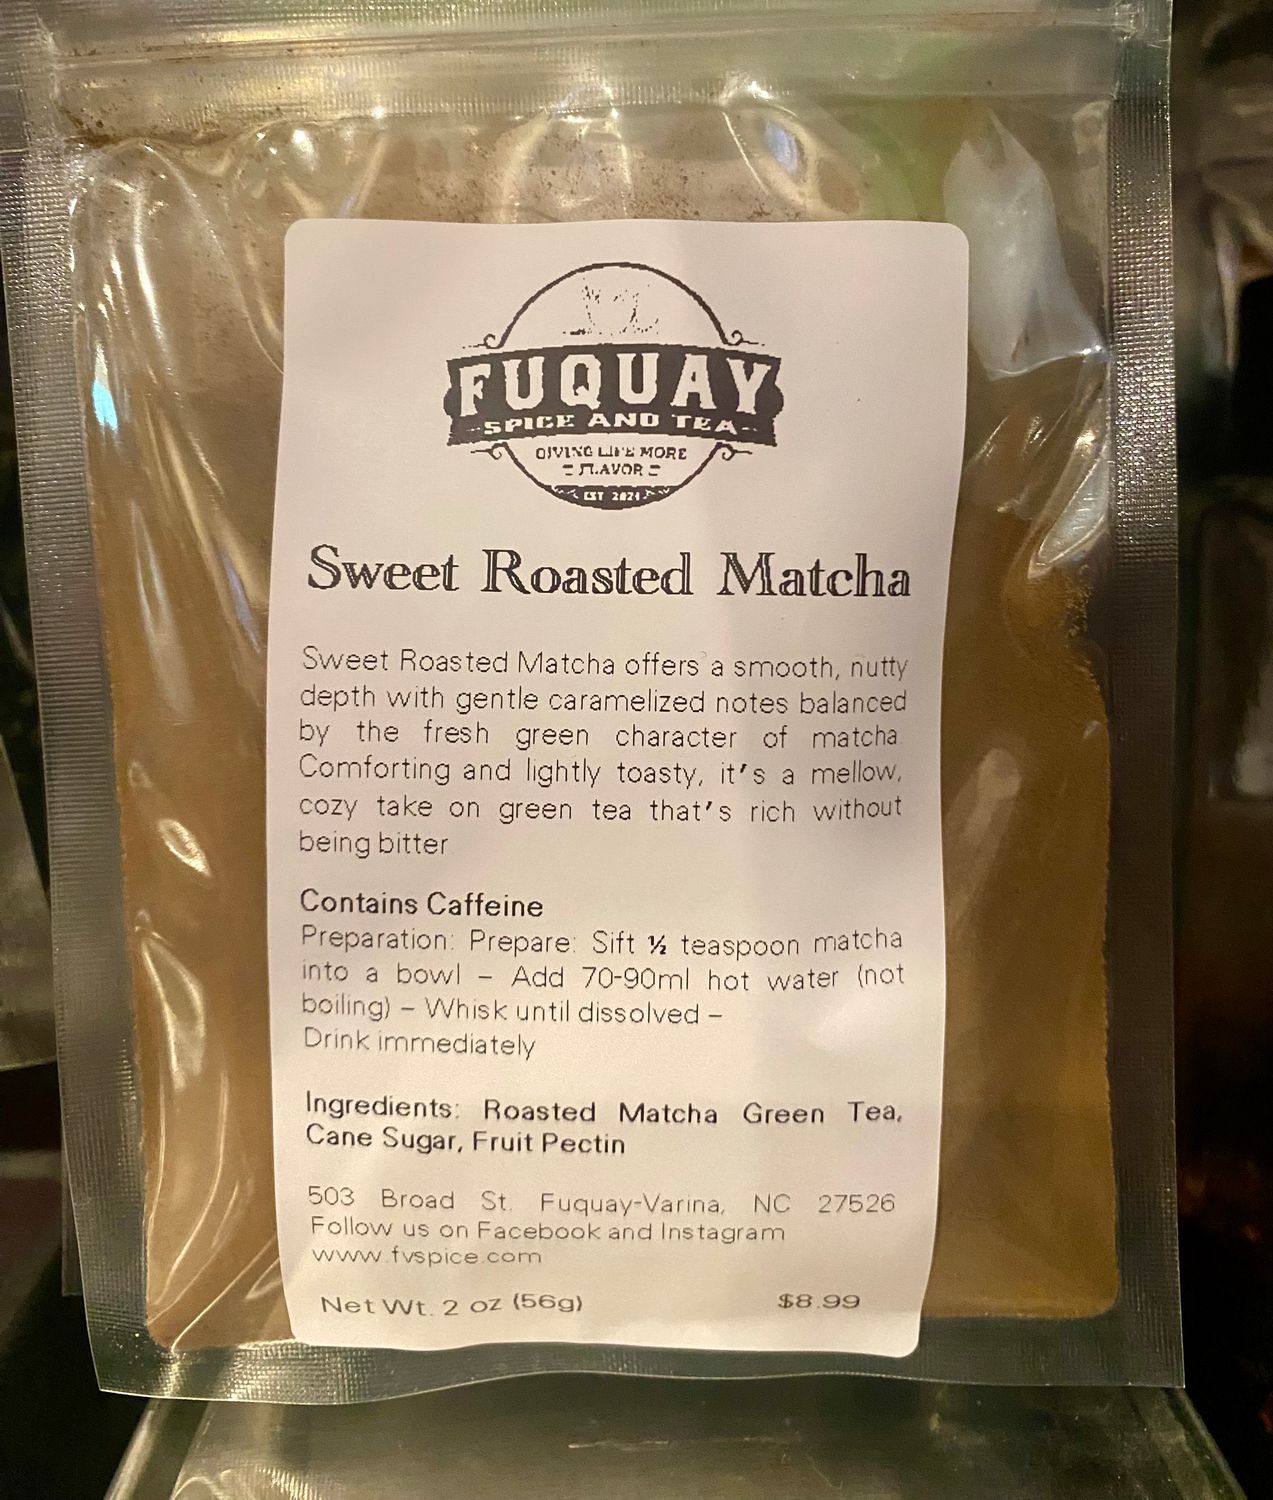 FUQUAY
SPICE AND TEA
GIVING LIFE MORE
FLAVOR
EST 2021
Sweet Roasted Matcha
Sweet Roasted Matcha offers a smooth, nutty
depth with gentle caramelized notes balanced
by the fresh green character of matcha.
Comforting and lightly toasty, it's a mellow,
cozy take on green tea that's rich without
being bitter
Contains Caffeine
Preparation: Prepare: Sift ½ teaspoon matcha
into a bowl – Add 70-90ml hot water (not
boiling) – Whisk until dissolved –
Drink immediately
Ingredients: Roasted Matcha Green Tea,
Cane Sugar, Fruit Pectin
503 Broad St. Fuquay-Varina, NC 27526
Follow us on Facebook and Instagram
www.fvspice.com
Net Wt. 2 oz (56g) $8.99